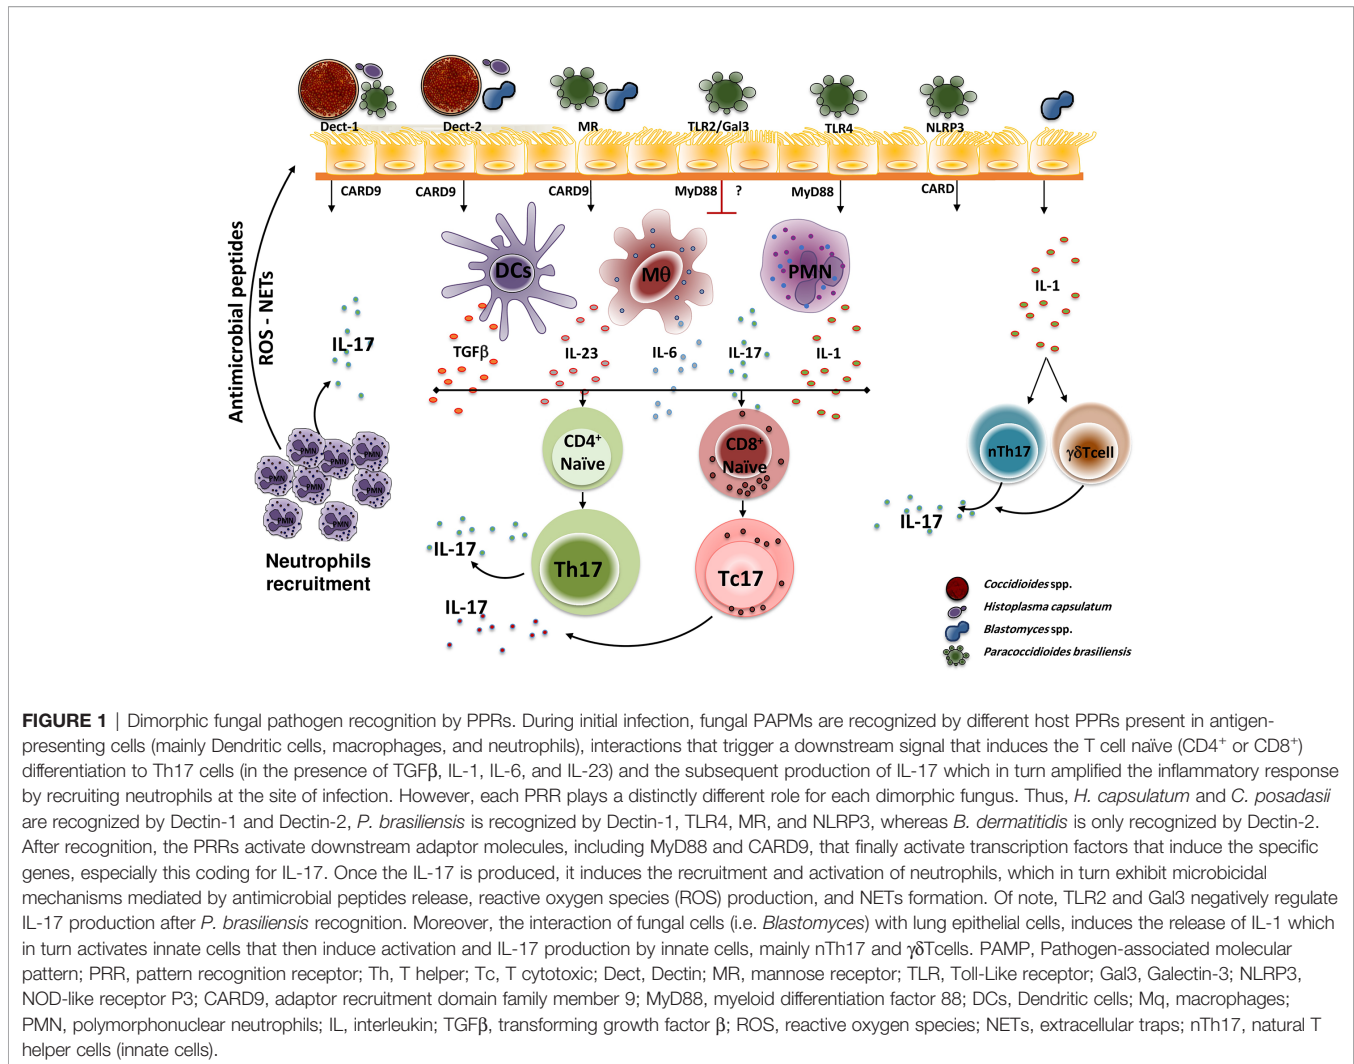 Dect-1
Dect-2
MR
TLR2/Gal3
TLR4
NLRP3
CARD9
CARD9
CARD9
MyD88
?
MyD88
CARD
Antimicrobial peptides
ROS - NETs
DCs
Mθ
PMN
IL-1
IL-17
TGFβ
IL-23
IL-6
IL-17
IL-1
CD4⁺
Naïve
CD8⁺
Naïve
nTh17
γδTcell
PMN
PMN
PMN
PMN
PMN
PMN
PMN
PMN
IL-17
Neutrophils
recruitment
IL-17
Th17
Tc17
IL-17
Coccidioides spp.
Histoplasma capsulatum
Blastomyces spp.
Paracoccidioides brasiliensis
FIGURE 1 | Dimorphic fungal pathogen recognition by PPRs. During initial infection, fungal PAPMs are recognized by different host PPRs present in antigen-
presenting cells (mainly Dendritic cells, macrophages, and neutrophils), interactions that trigger a downstream signal that induces the T cell naïve (CD4⁺ or CD8⁺)
differentiation to Th17 cells (in the presence of TGFβ, IL-1, IL-6, and IL-23) and the subsequent production of IL-17 which in turn amplified the inflammatory response
by recruiting neutrophils at the site of infection. However, each PRR plays a distinctly different role for each dimorphic fungus. Thus, H. capsulatum and C. posadasii
are recognized by Dectin-1 and Dectin-2, P. brasiliensis is recognized by Dectin-1, TLR4, MR, and NLRP3, whereas B. dermatitidis is only recognized by Dectin-2.
After recognition, the PRRs activate downstream adaptor molecules, including MyD88 and CARD9, that finally activate transcription factors that induce the specific
genes, especially this coding for IL-17. Once the IL-17 is produced, it induces the recruitment and activation of neutrophils, which in turn exhibit microbicidal
mechanisms mediated by antimicrobial peptides release, reactive oxygen species (ROS) production, and NETs formation. Of note, TLR2 and Gal3 negatively regulate
IL-17 production after P. brasiliensis recognition. Moreover, the interaction of fungal cells (i.e. Blastomyces) with lung epithelial cells, induces the release of IL-1 which
in turn activates innate cells that then induce activation and IL-17 production by innate cells, mainly nTh17 and γδTcells. PAMP, Pathogen-associated molecular
pattern; PRR, pattern recognition receptor; Th, T helper; Tc, T cytotoxic; Dect, Dectin; MR, mannose receptor; TLR, Toll-Like receptor; Gal3, Galectin-3; NLRP3,
NOD-like receptor P3; CARD9, adaptor recruitment domain family member 9; MyD88, myeloid differentiation factor 88; DCs, Dendritic cells; Mq, macrophages;
PMN, polymorphonuclear neutrophils; IL, interleukin; TGFβ, transforming growth factor β; ROS, reactive oxygen species; NETs, extracellular traps; nTh17, natural T
helper cells (innate cells).